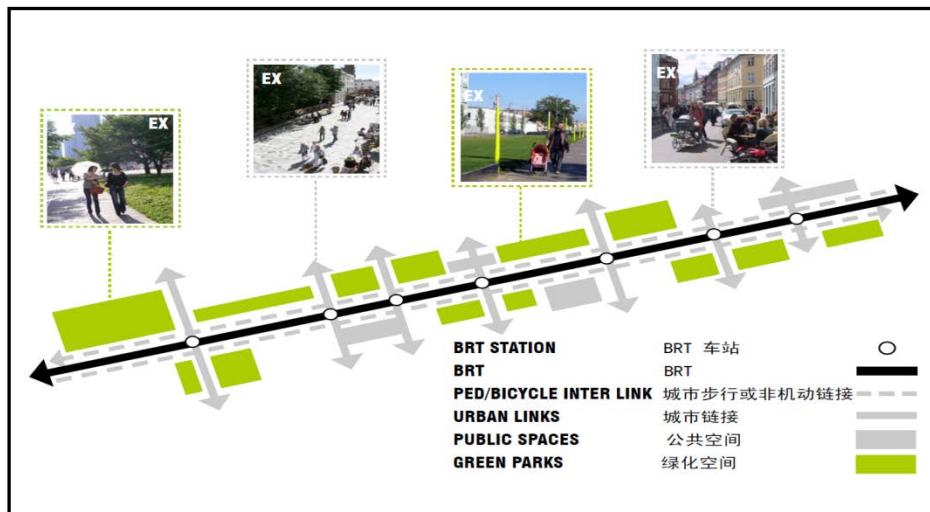 EX
EX
EX
EX
BRT STATION BRT 车站
BRT BRT
PED/BICYCLE INTER LINK 城市步行或非机动链接
URBAN LINKS 城市链接
PUBLIC SPACES 公共空间
GREEN PARKS 绿化空间